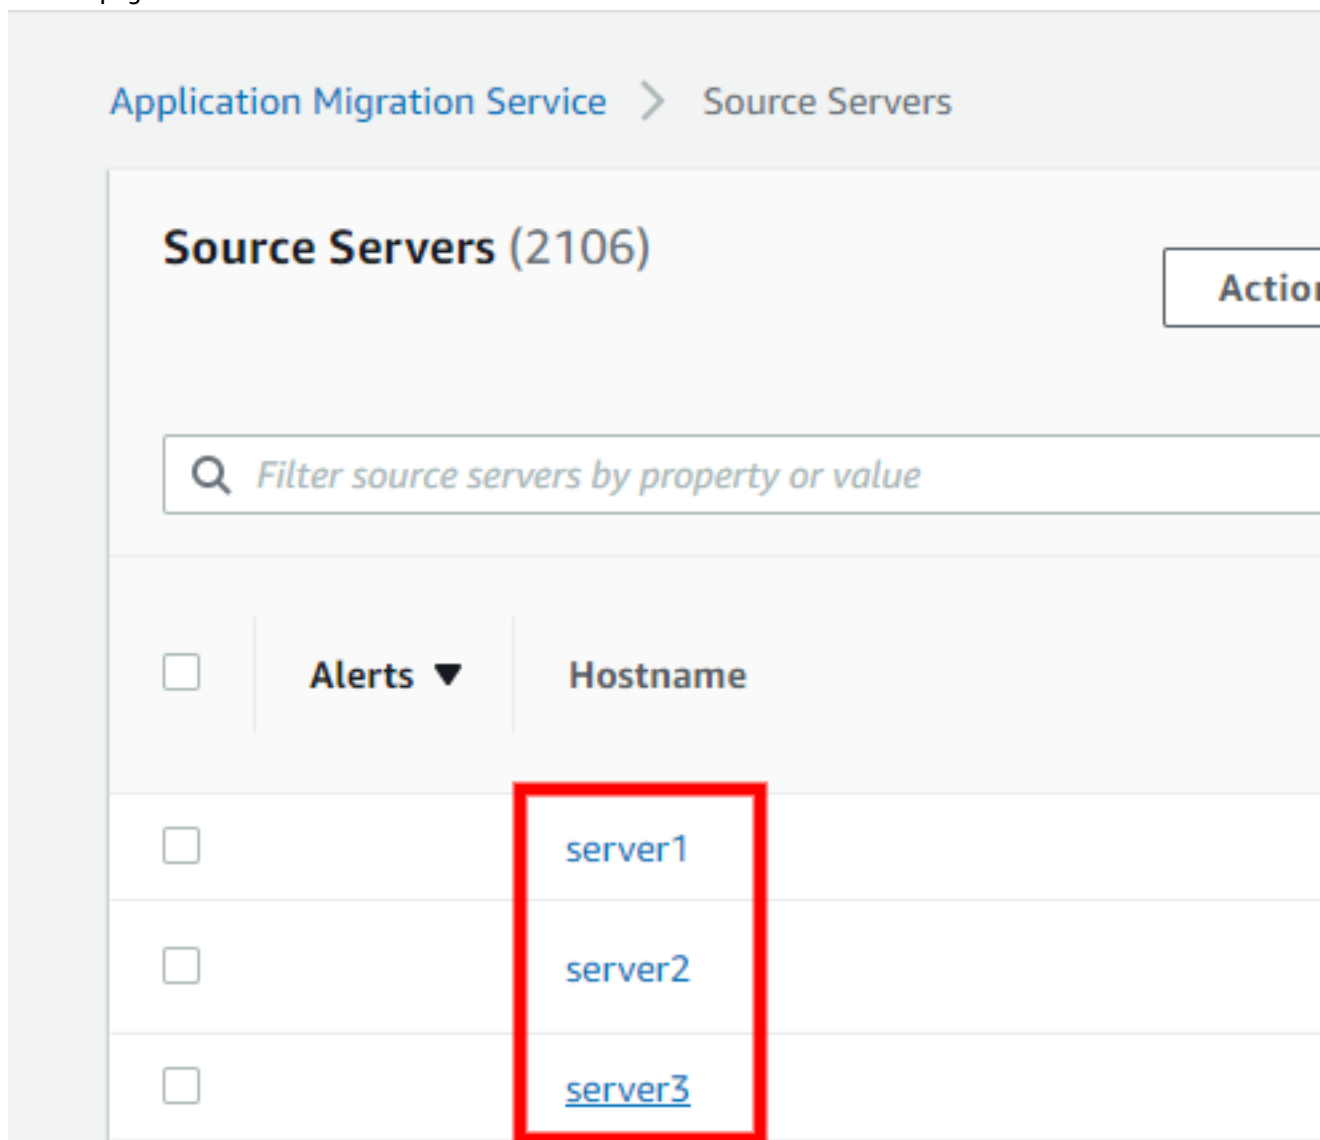 Application Migration Service > Source Servers
Source Servers (2106)
Filter source servers by property or value
Alerts ▼ Hostname
server1
server2
server3